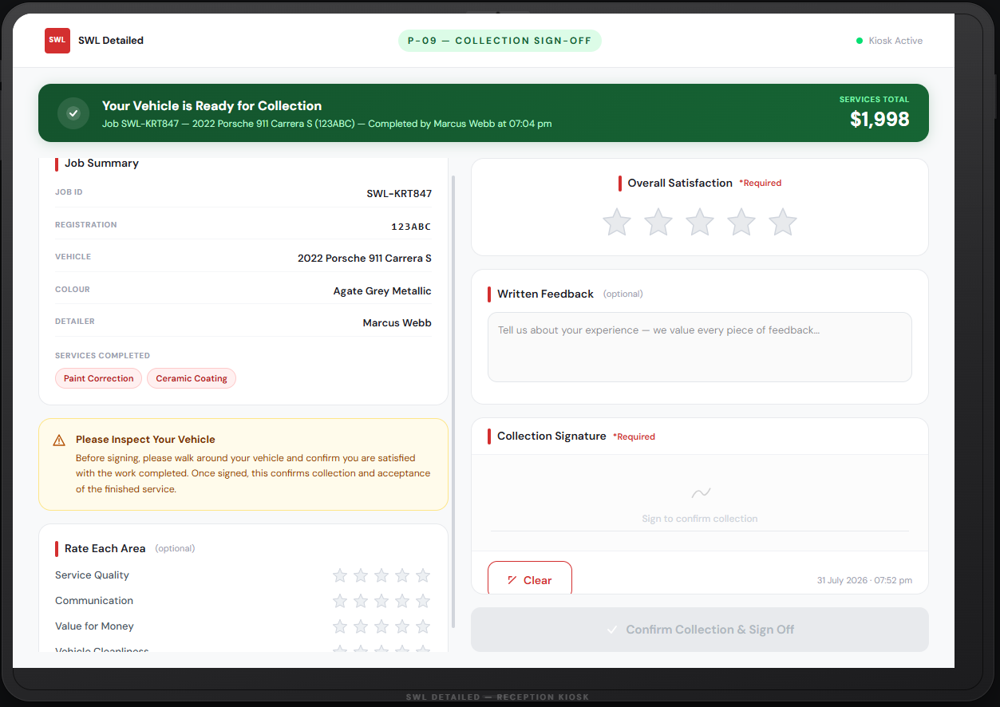 SWL
SWL Detailed
P-09 — COLLECTION SIGN-OFF
Kiosk Active
Your Vehicle is Ready for Collection
Job SWL-KRT847 — 2022 Porsche 911 Carrera S (123ABC) — Completed by Marcus Webb at 07:04 pm
SERVICES TOTAL
$1,998
Job Summary
JOB ID
SWL-KRT847
REGISTRATION
123ABC
VEHICLE
2022 Porsche 911 Carrera S
COLOUR
Agate Grey Metallic
DETAILER
Marcus Webb
SERVICES COMPLETED
Paint Correction
Ceramic Coating
Please Inspect Your Vehicle
Before signing, please walk around your vehicle and confirm you are satisfied
with the work completed. Once signed, this confirms collection and acceptance
of the finished service.
Rate Each Area (optional)
Service Quality
Communication
Value for Money
Vehicle Cleanliness
Overall Satisfaction *Required
Written Feedback (optional)
Tell us about your experience — we value every piece of feedback...
Collection Signature *Required
Sign to confirm collection
Clear
31 July 2026 · 07:52 pm
Confirm Collection & Sign Off
SWL DETAILED — RECEPTION KIOSK